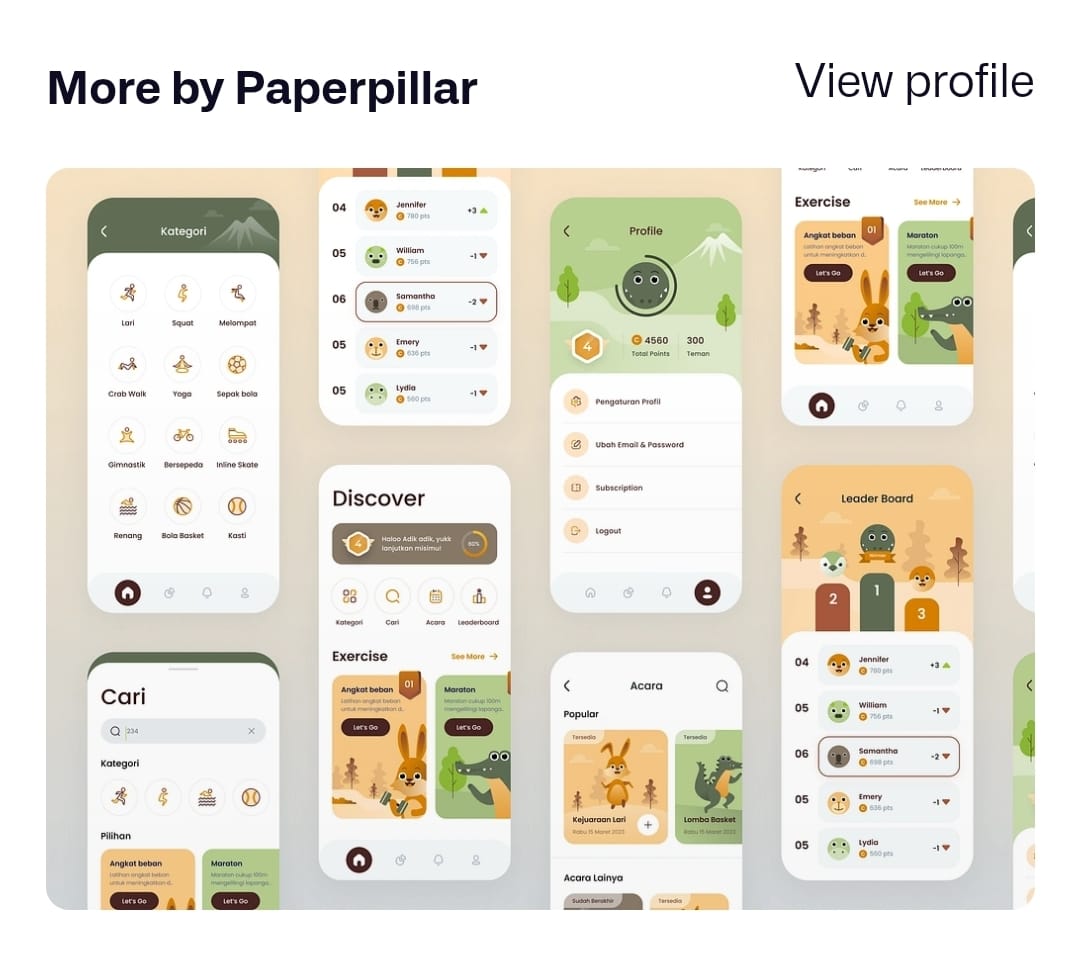 More by Paperpillar
View profile
Kategori
Lari
Squat
Melompat
Crab Walk
Yoga
Sepak bola
Gimnastik
Bersepeda
Inline Skate
Renang
Bola Basket
Kasti
Cari
234
Kategori
Pilihan
Angkat beban
Latihan angkat beban
untuk meningkatkan d..
Let's Go
Maraton
Maraton cukup 100m
mengelilingi lapanga..
Let's Go
04
Jennifer
C 780 pts
+3
05
William
C 756 pts
-1
06
Samantha
C 698 pts
-2
05
Emery
C 636 pts
-1
05
Lydia
C 560 pts
-1
Discover
4
Haloo Adik adik, yukk
lanjutkan misimu!
60%
Kategori
Cari
Acara
Leaderboard
Exercise
See More
Angkat beban
01
Latihan angkat beban
untuk meningkatkan d..
Let's Go
Maraton
Maraton cukup 100m
mengelilingi lapanga..
Let's Go
Profile
4
C 4560
Total Points
300
Teman
Pengaturan Profil
Ubah Email & Password
Subscription
Logout
Acara
Popular
Tersedia
Kejuaraan Lari
Rabu 15 Maret 2023
Lomba Basket
Rabu 15 Maret 2023
Acara Lainya
Sudah Berakhir
Tersedia
Kategori
Cari
Acara
Leaderboard
Exercise
See More
Angkat beban
01
Latihan angkat beban
untuk meningkatkan d..
Let's Go
Maraton
Maraton cukup 100m
mengelilingi lapanga..
Let's Go
Leader Board
2
1
3
04
Jennifer
C 780 pts
+3
05
William
C 756 pts
-1
06
Samantha
C 698 pts
-2
05
Emery
C 636 pts
-1
05
Lydia
C 560 pts
-1